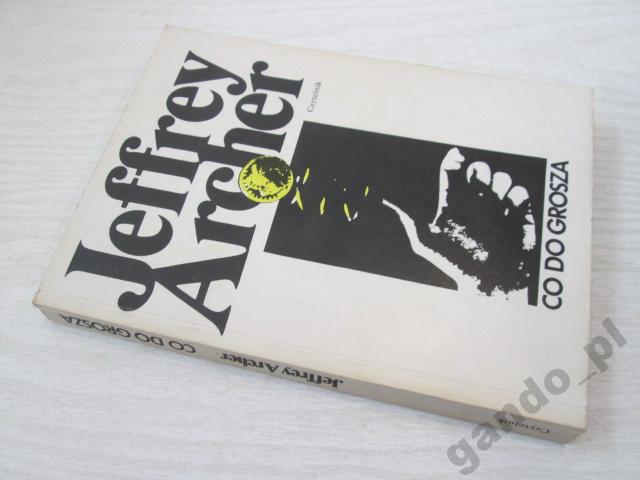 Jeffrey
Archer
Czytelnik
CO DO GROSZA
CO DO GROSZA
Jeffrey Archer
Czytelnik
gando_pl